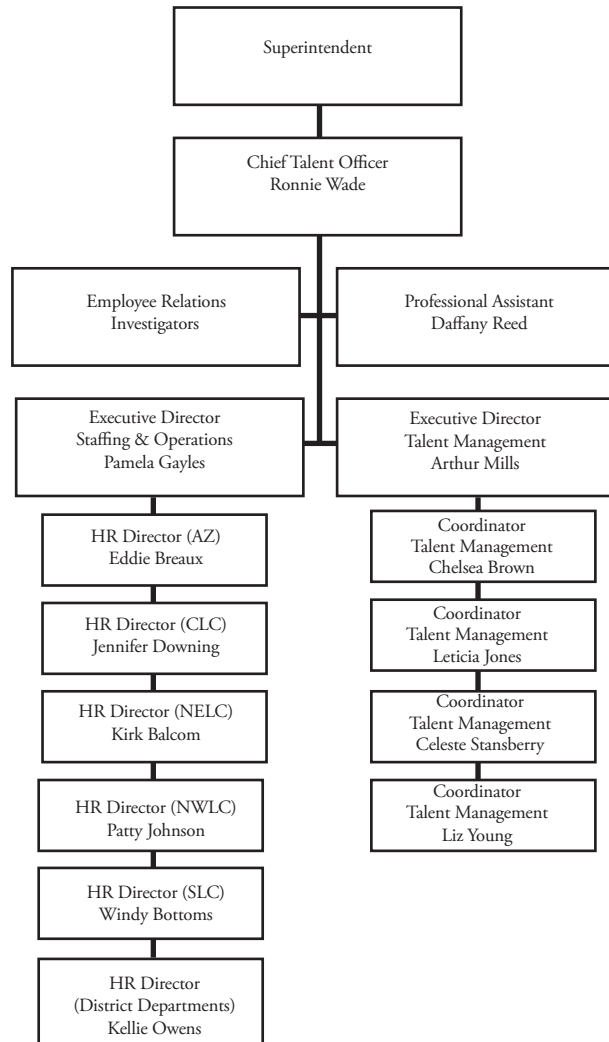 Superintendent
Chief Talent Officer
Ronnie Wade
Employee Relations
Investigators
Professional Assistant
Daffany Reed
Executive Director
Staffing & Operations
Pamela Gayles
Executive Director
Talent Management
Arthur Mills
HR Director (AZ)
Eddie Breaux
HR Director (CLC)
Jennifer Downing
HR Director (NELC)
Kirk Balcom
HR Director (NWLC)
Patty Johnson
HR Director (SLC)
Windy Bottoms
HR Director
(District Departments)
Kellie Owens
Coordinator
Talent Management
Chelsea Brown
Coordinator
Talent Management
Leticia Jones
Coordinator
Talent Management
Celeste Stansberry
Coordinator
Talent Management
Liz Young